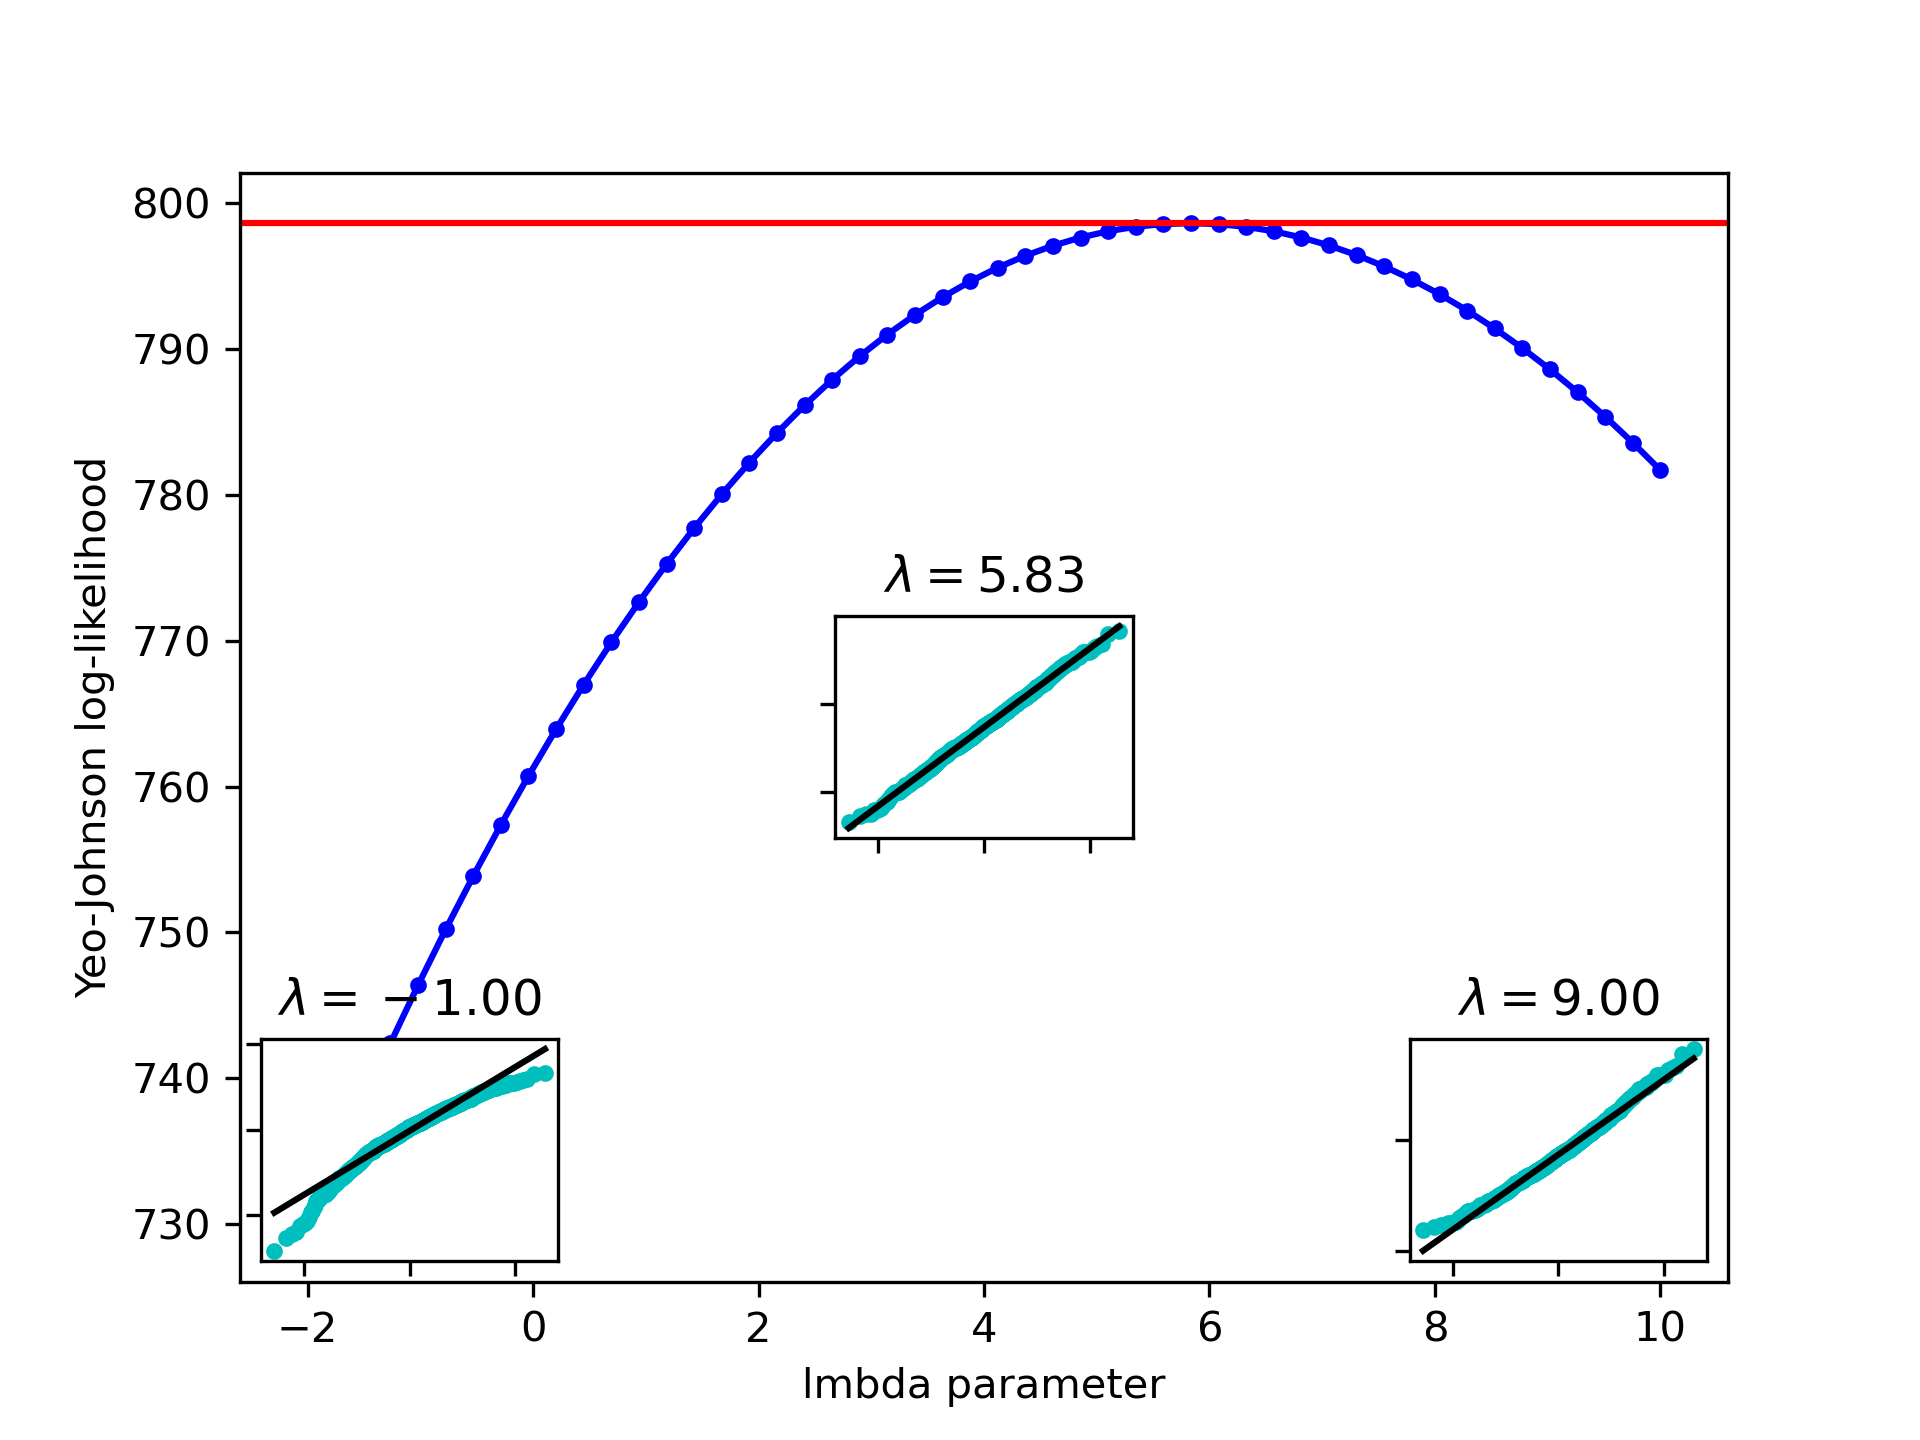 800
790
780
770
760
750
740
730
Yeo-Johnson log-likelihood
λ = 5.83
λ = −1.00
λ = 9.00
−2 0 2 4 6 8 10
lmbda parameter